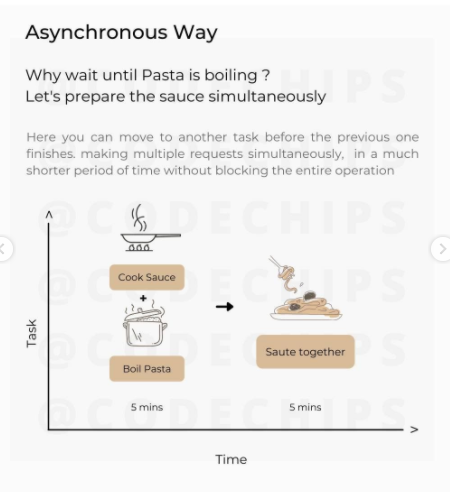 Asynchronous Way
Why wait until Pasta is boiling ?
Let's prepare the sauce simultaneously
Here you can move to another task before the previous one
finishes. making multiple requests simultaneously, in a much
shorter period of time without blocking the entire operation
@CODECHIPS
@CODECHIPS
@CODECHIPS
Cook Sauce
+
Boil Pasta
Saute together
5 mins
5 mins
Task
Time